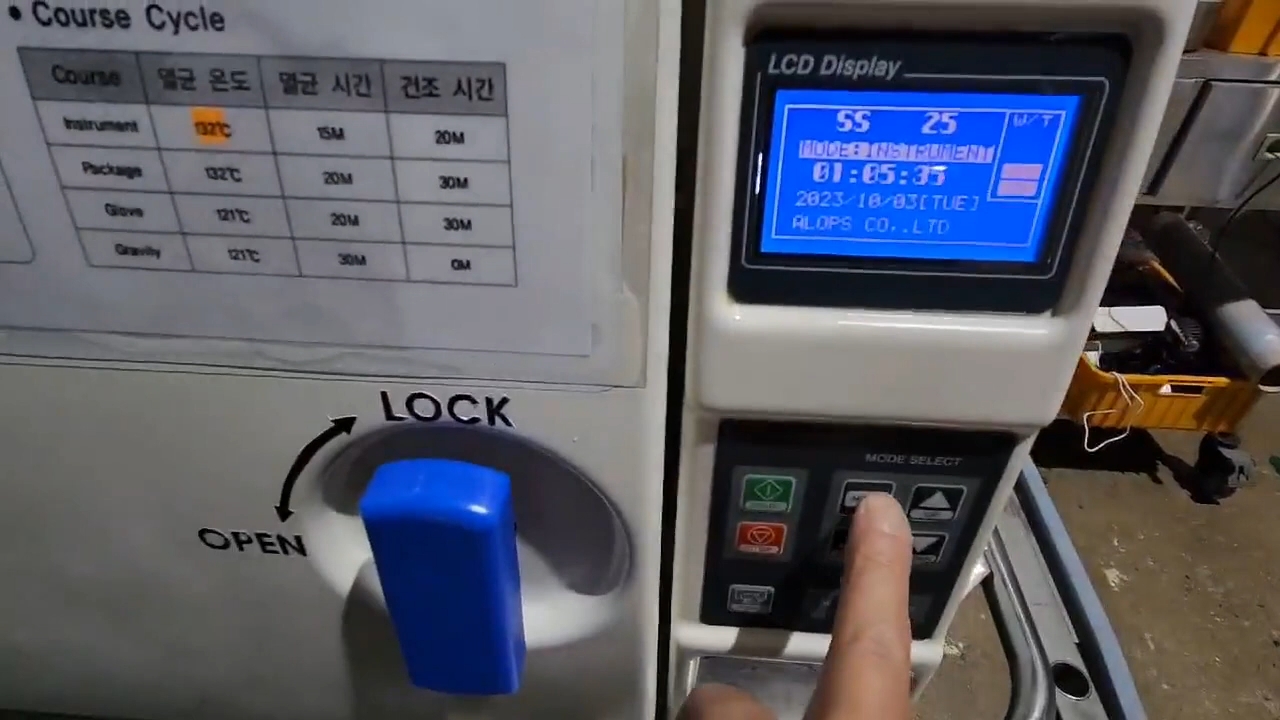 • Course Cycle
Course 멸균 온도 멸균 시간 건조 시간
Instrument 132℃ 15M 20M
Package 132℃ 20M 30M
Glove 121℃ 20M 30M
Gravity 121℃ 30M 0M
LOCK
OPEN
LCD Display
SS 25 W/T
MODE:INSTRUMENT
01:05:35
2023/10/03[TUE]
ALOPS CO.,LTD
MODE SELECT